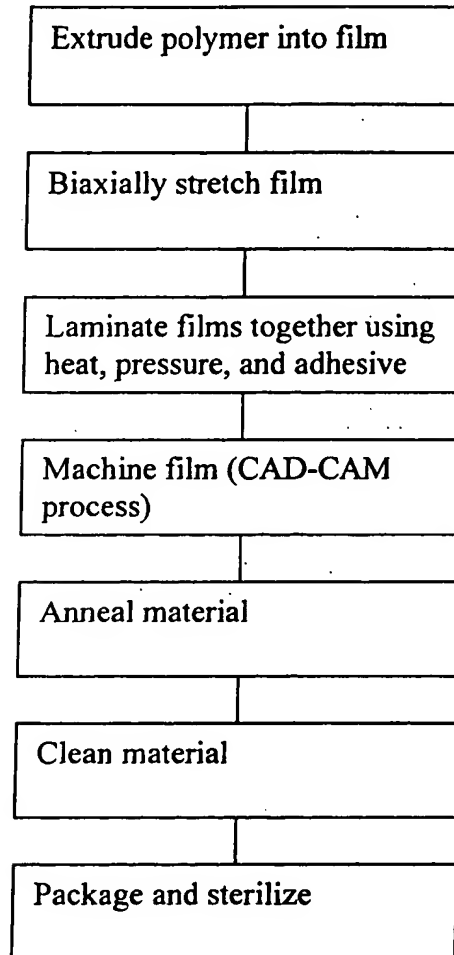 Extrude polymer into film
Biaxially stretch film
Laminate films together using
heat, pressure, and adhesive
Machine film (CAD-CAM
process)
Anneal material
Clean material
Package and sterilize